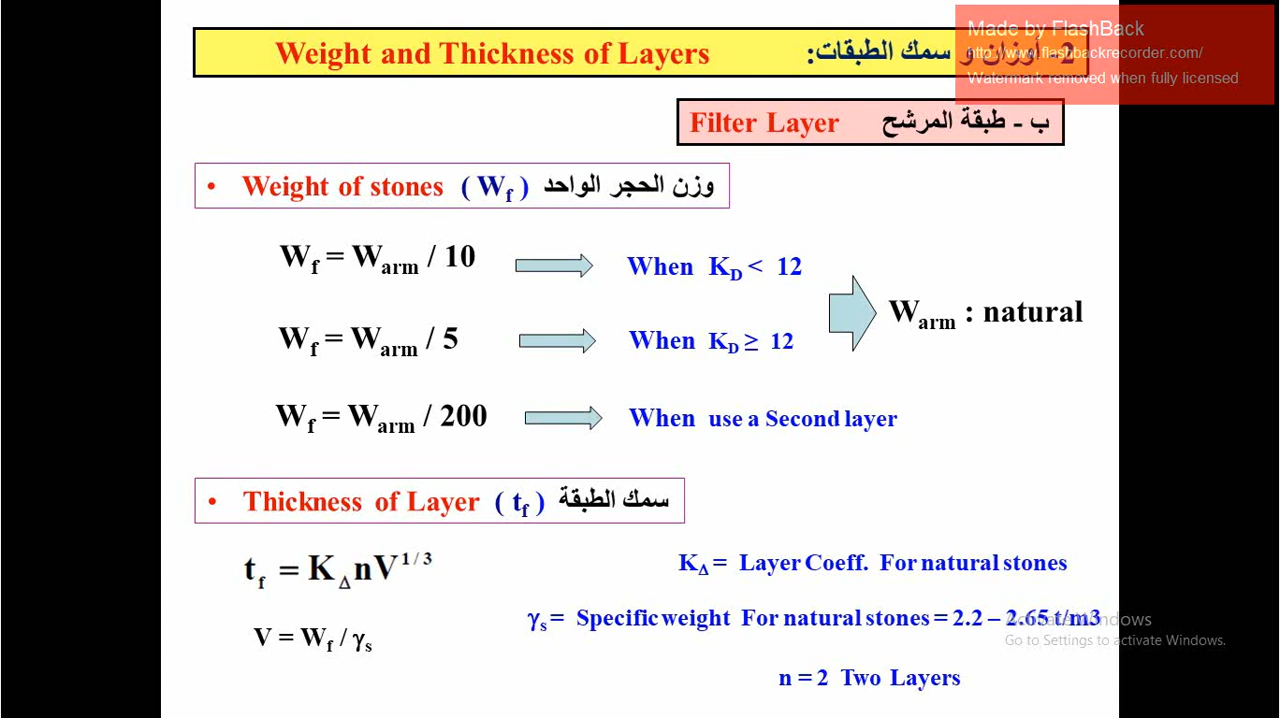 Weight and Thickness of Layers 2- أوزان و سمك الطبقات:
Made by FlashBack
http://www.flashbackrecorder.com/
Watermark removed when fully licensed
Filter Layer ب - طبقة المرشح
• Weight of stones ( Wf ) وزن الحجر الواحد
Wf = Warm / 10 When KD < 12
Wf = Warm / 5 When KD ≥ 12
Warm : natural
Wf = Warm / 200 When use a Second layer
• Thickness of Layer ( tf ) سمك الطبقة
tf = KΔnV1/3
KΔ = Layer Coeff. For natural stones
γs = Specific weight For natural stones = 2.2 – 2.65 t/m3
V = Wf / γs
n = 2 Two Layers
Activate Windows
Go to Settings to activate Windows.